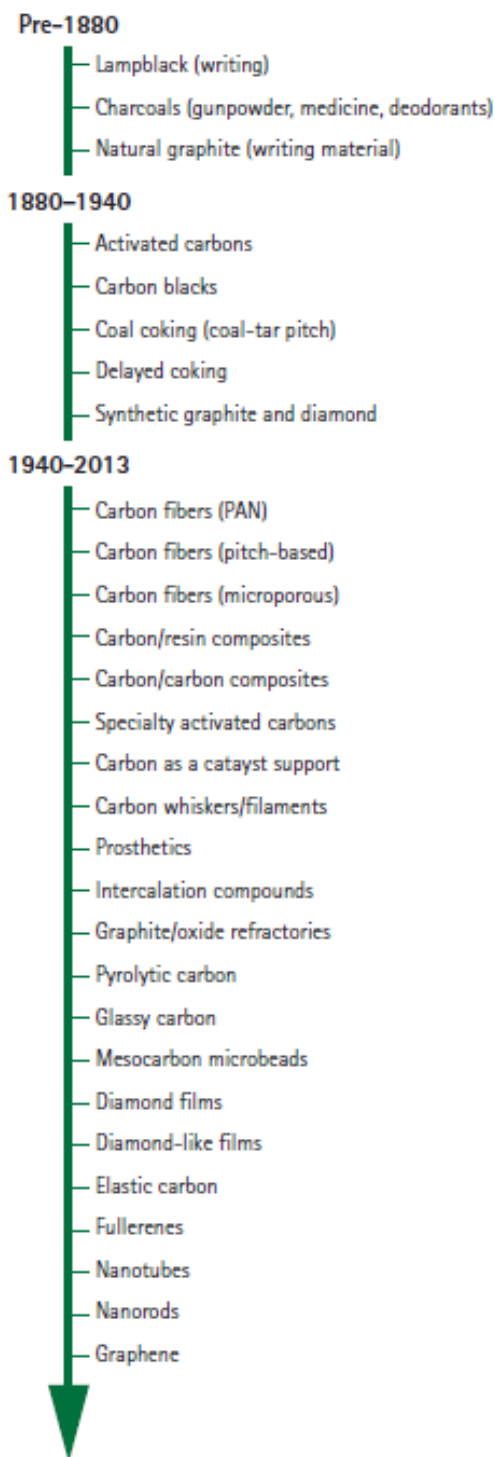 Pre-1880
Lampblack (writing)
Charcoals (gunpowder, medicine, deodorants)
Natural graphite (writing material)
1880–1940
Activated carbons
Carbon blacks
Coal coking (coal-tar pitch)
Delayed coking
Synthetic graphite and diamond
1940–2013
Carbon fibers (PAN)
Carbon fibers (pitch-based)
Carbon fibers (microporous)
Carbon/resin composites
Carbon/carbon composites
Specialty activated carbons
Carbon as a catayst support
Carbon whiskers/filaments
Prosthetics
Intercalation compounds
Graphite/oxide refractories
Pyrolytic carbon
Glassy carbon
Mesocarbon microbeads
Diamond films
Diamond-like films
Elastic carbon
Fullerenes
Nanotubes
Nanorods
Graphene